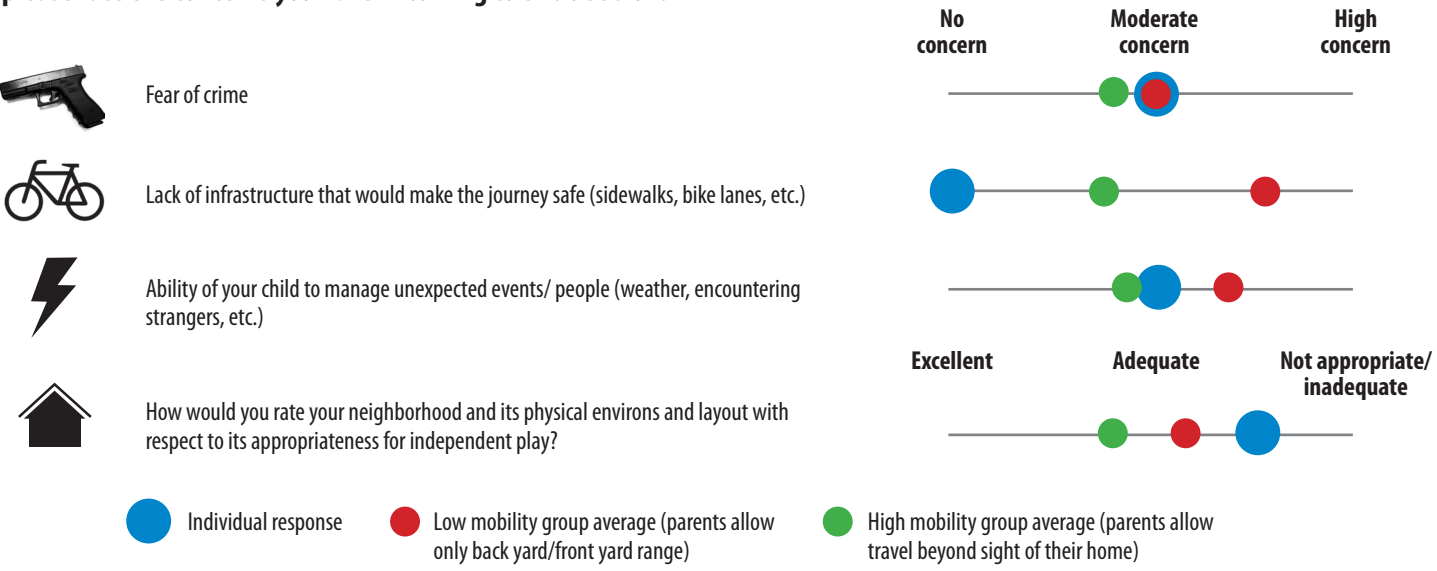 No
concern
Moderate
concern
High
concern
Fear of crime
Lack of infrastructure that would make the journey safe (sidewalks, bike lanes, etc.)
Ability of your child to manage unexpected events/ people (weather, encountering
strangers, etc.)
Excellent
Adequate
Not appropriate/
inadequate
How would you rate your neighborhood and its physical environs and layout with
respect to its appropriateness for independent play?
Individual response
Low mobility group average (parents allow
only back yard/front yard range)
High mobility group average (parents allow
travel beyond sight of their home)